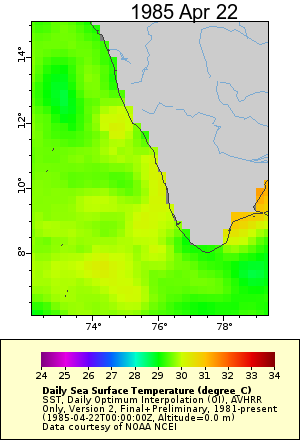 1985 Apr 22
14°
12°
10°
8°
74°
76°
78°
24 25 26 27 28 29 30 31 32 33 34
Daily Sea Surface Temperature (degree_C)
SST, Daily Optimum Interpolation (OI), AVHRR
Only, Version 2, Final+Preliminary, 1981-present
(1985-04-22T00:00:00Z, Altitude=0.0 m)
Data courtesy of NOAA NCEI